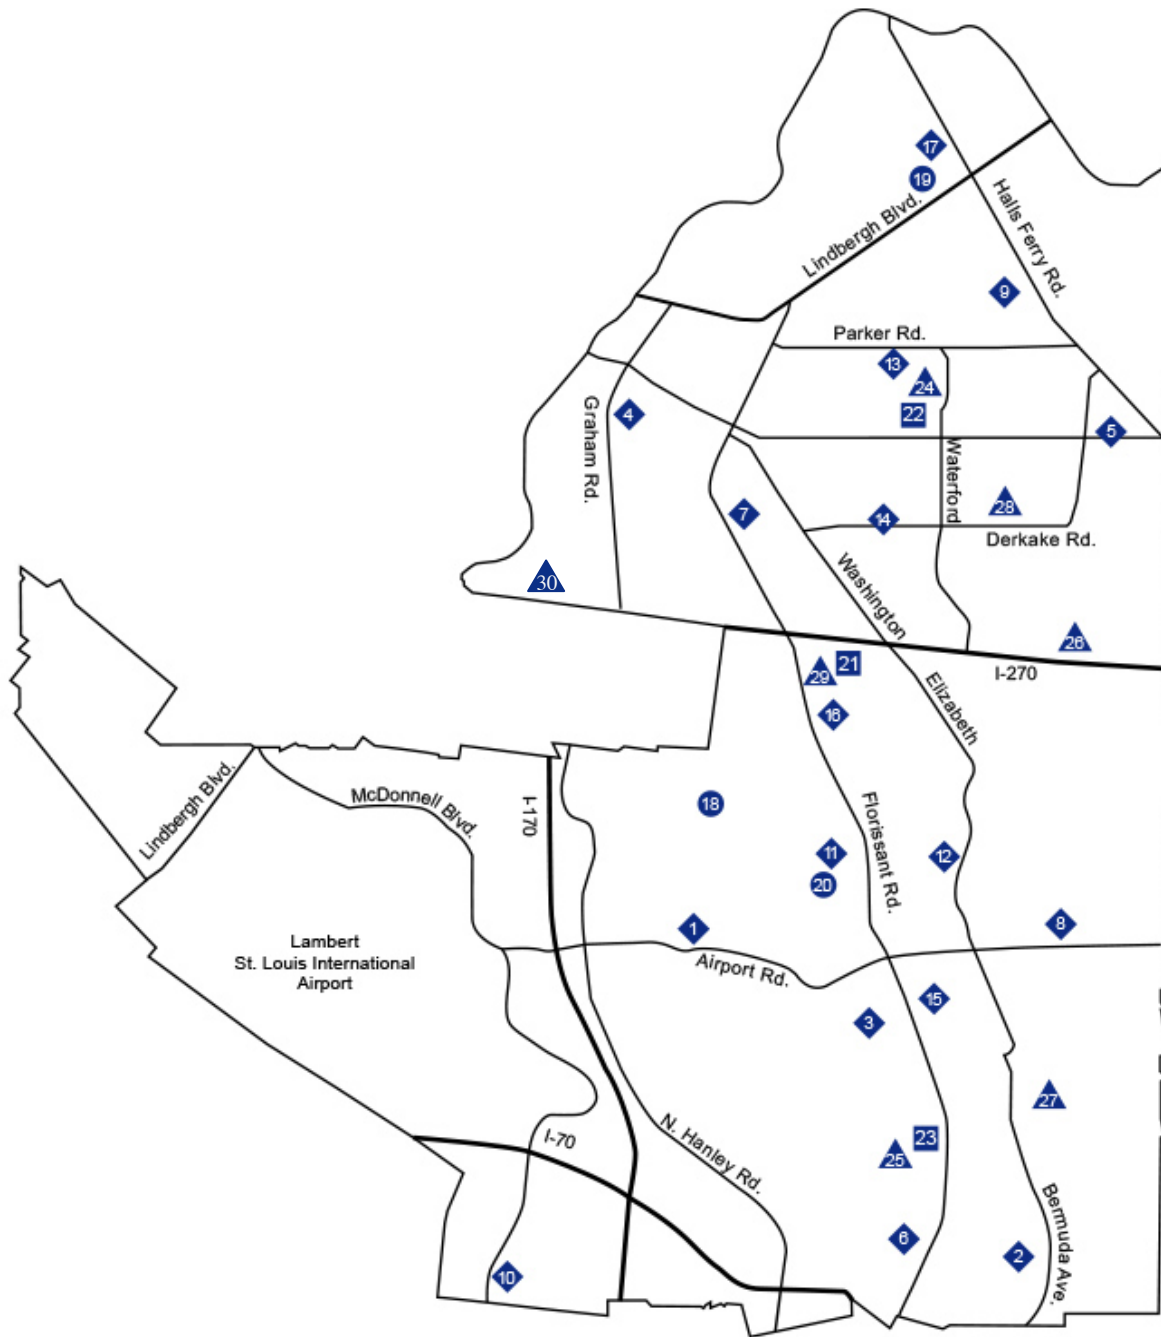 17
19
Halls Ferry Rd.
Lindbergh Blvd.
9
Parker Rd.
13
24
22
4
Graham Rd.
5
Waterford
7
14
28
Derkake Rd.
30
Washington
26
I-270
21
29
16
Elizabeth
Lindbergh Blvd.
McDonnell Blvd.
I-170
18
Florissant Rd.
11
12
20
1
8
Airport Rd.
Lambert
St. Louis International
Airport
15
3
27
N. Hanley Rd.
I-70
23
25
Bermuda Ave.
6
2
10